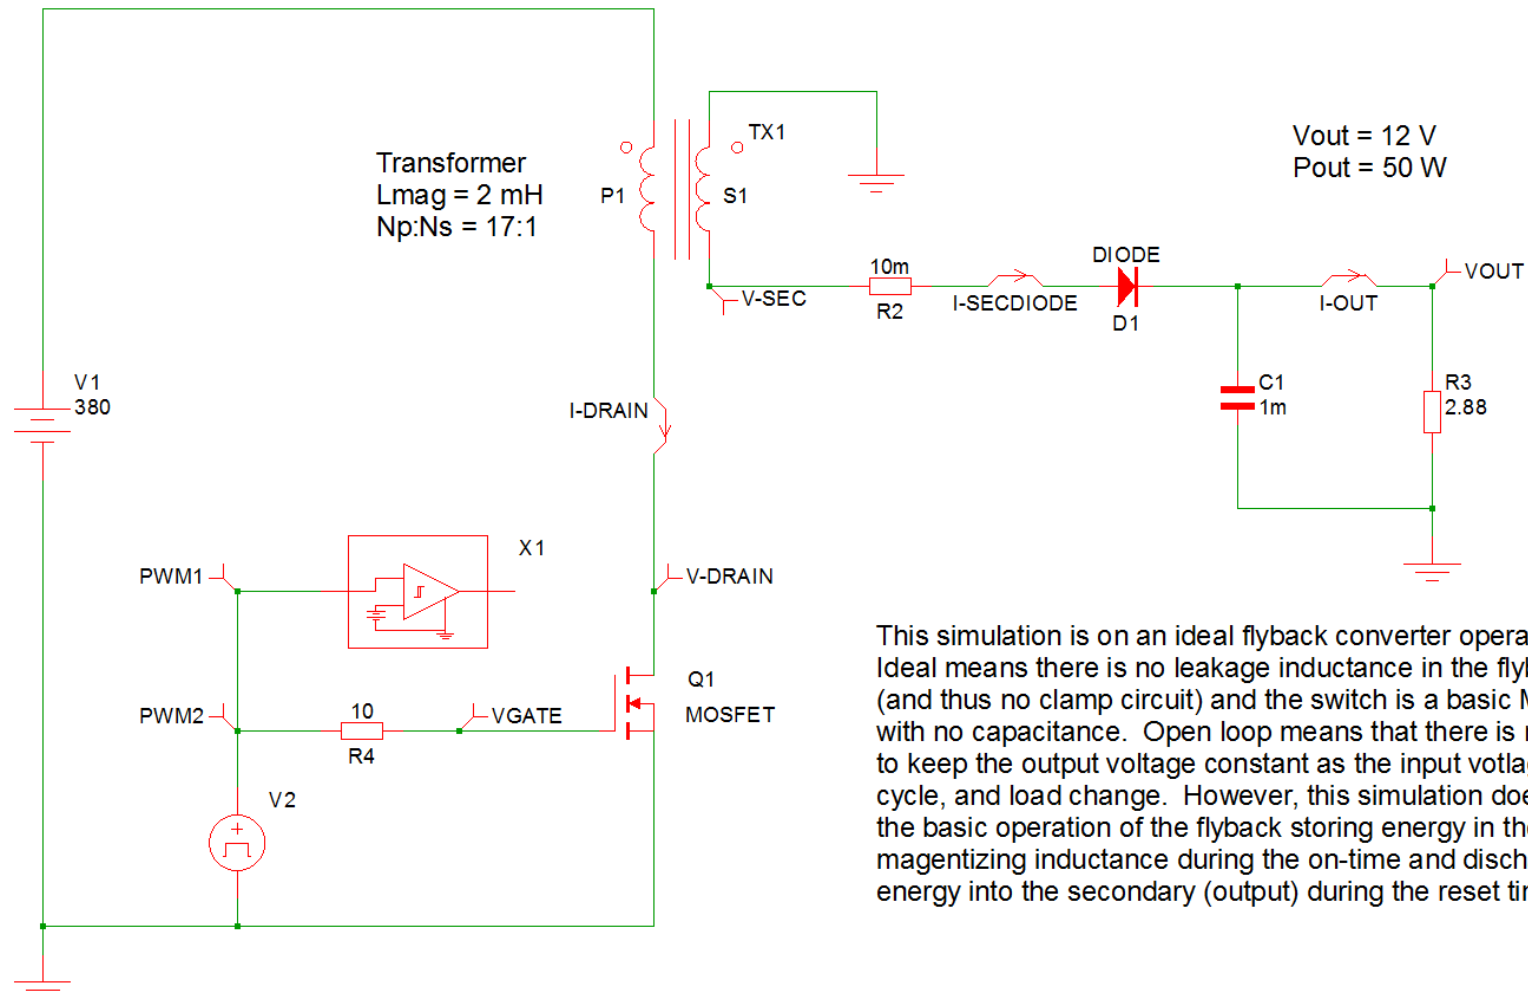 Transformer
Lmag = 2 mH
Np:Ns = 17:1
P1
TX1
S1
Vout = 12 V
Pout = 50 W
V-SEC
10m
R2
I-SECDIODE
DIODE
D1
I-OUT
VOUT
V1
380
I-DRAIN
C1
1m
R3
2.88
X1
PWM1
V-DRAIN
PWM2
10
R4
VGATE
Q1
MOSFET
V2
+
This simulation is on an ideal flyback converter opera
Ideal means there is no leakage inductance in the fly
(and thus no clamp circuit) and the switch is a basic M
with no capacitance. Open loop means that there is
to keep the output voltage constant as the input votla
cycle, and load change. However, this simulation doe
the basic operation of the flyback storing energy in the
magentizing inductance during the on-time and disch
energy into the secondary (output) during the reset